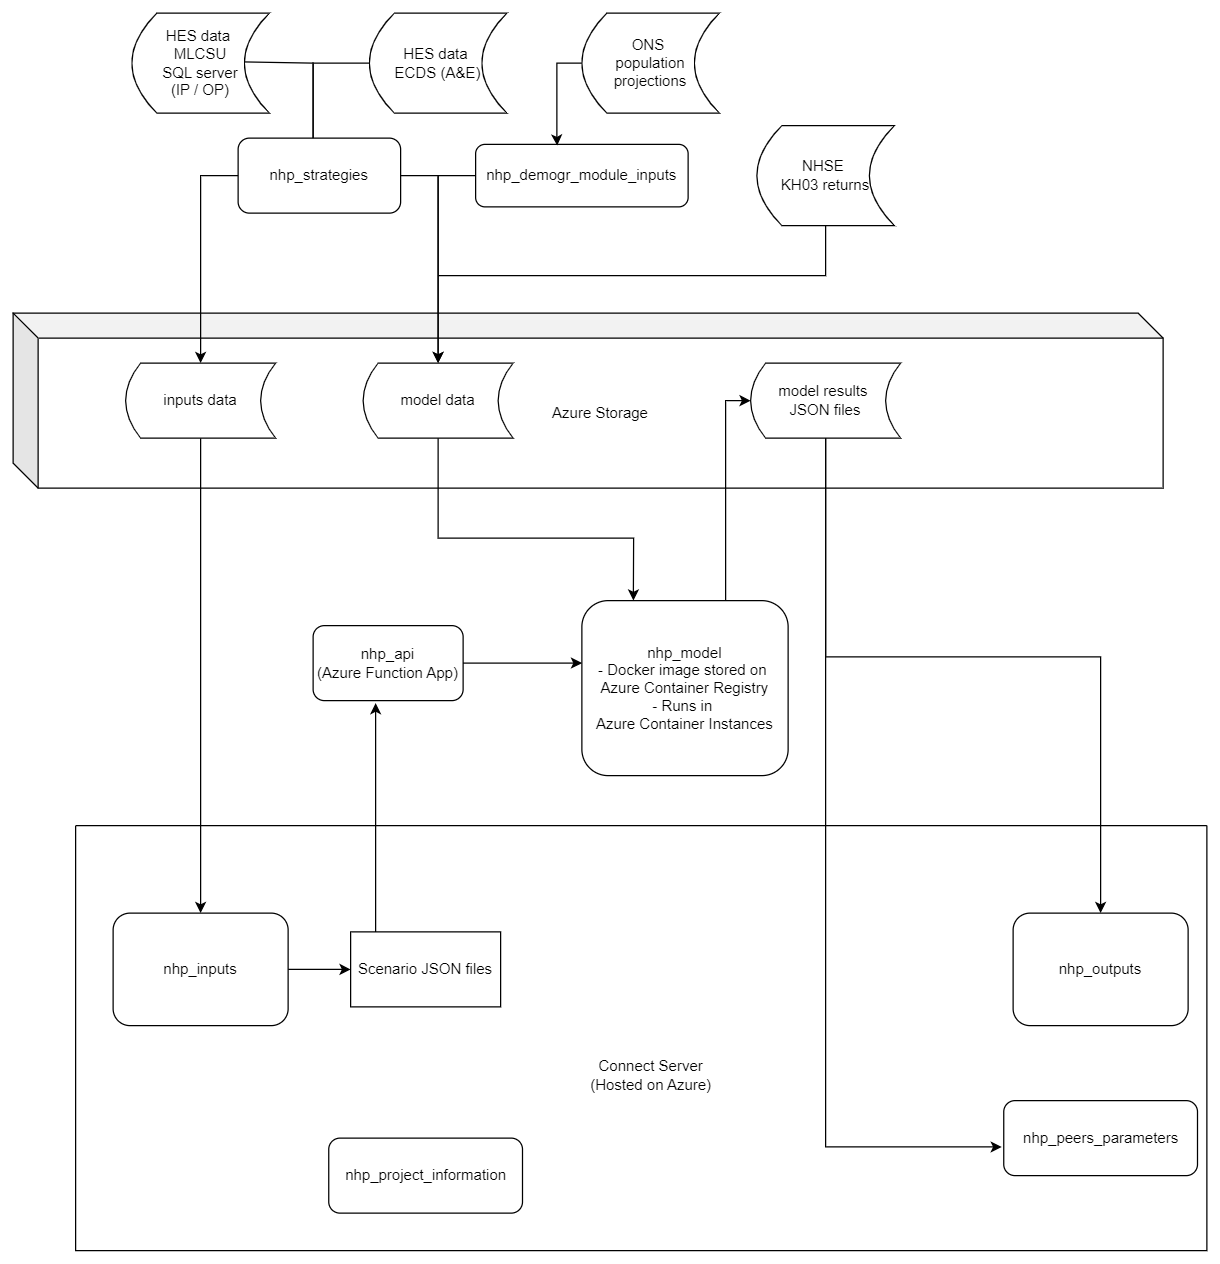 HES data
MLCSU
SQL server
(IP / OP)
HES data
ECDS (A&E)
ONS
population
projections
NHSE
KH03 returns
nhp_strategies
nhp_demogr_module_inputs
inputs data
model data
Azure Storage
model results
JSON files
nhp_api
(Azure Function App)
nhp_model
- Docker image stored on
Azure Container Registry
- Runs in
Azure Container Instances
nhp_inputs
Scenario JSON files
nhp_outputs
Connect Server
(Hosted on Azure)
nhp_peers_parameters
nhp_project_information